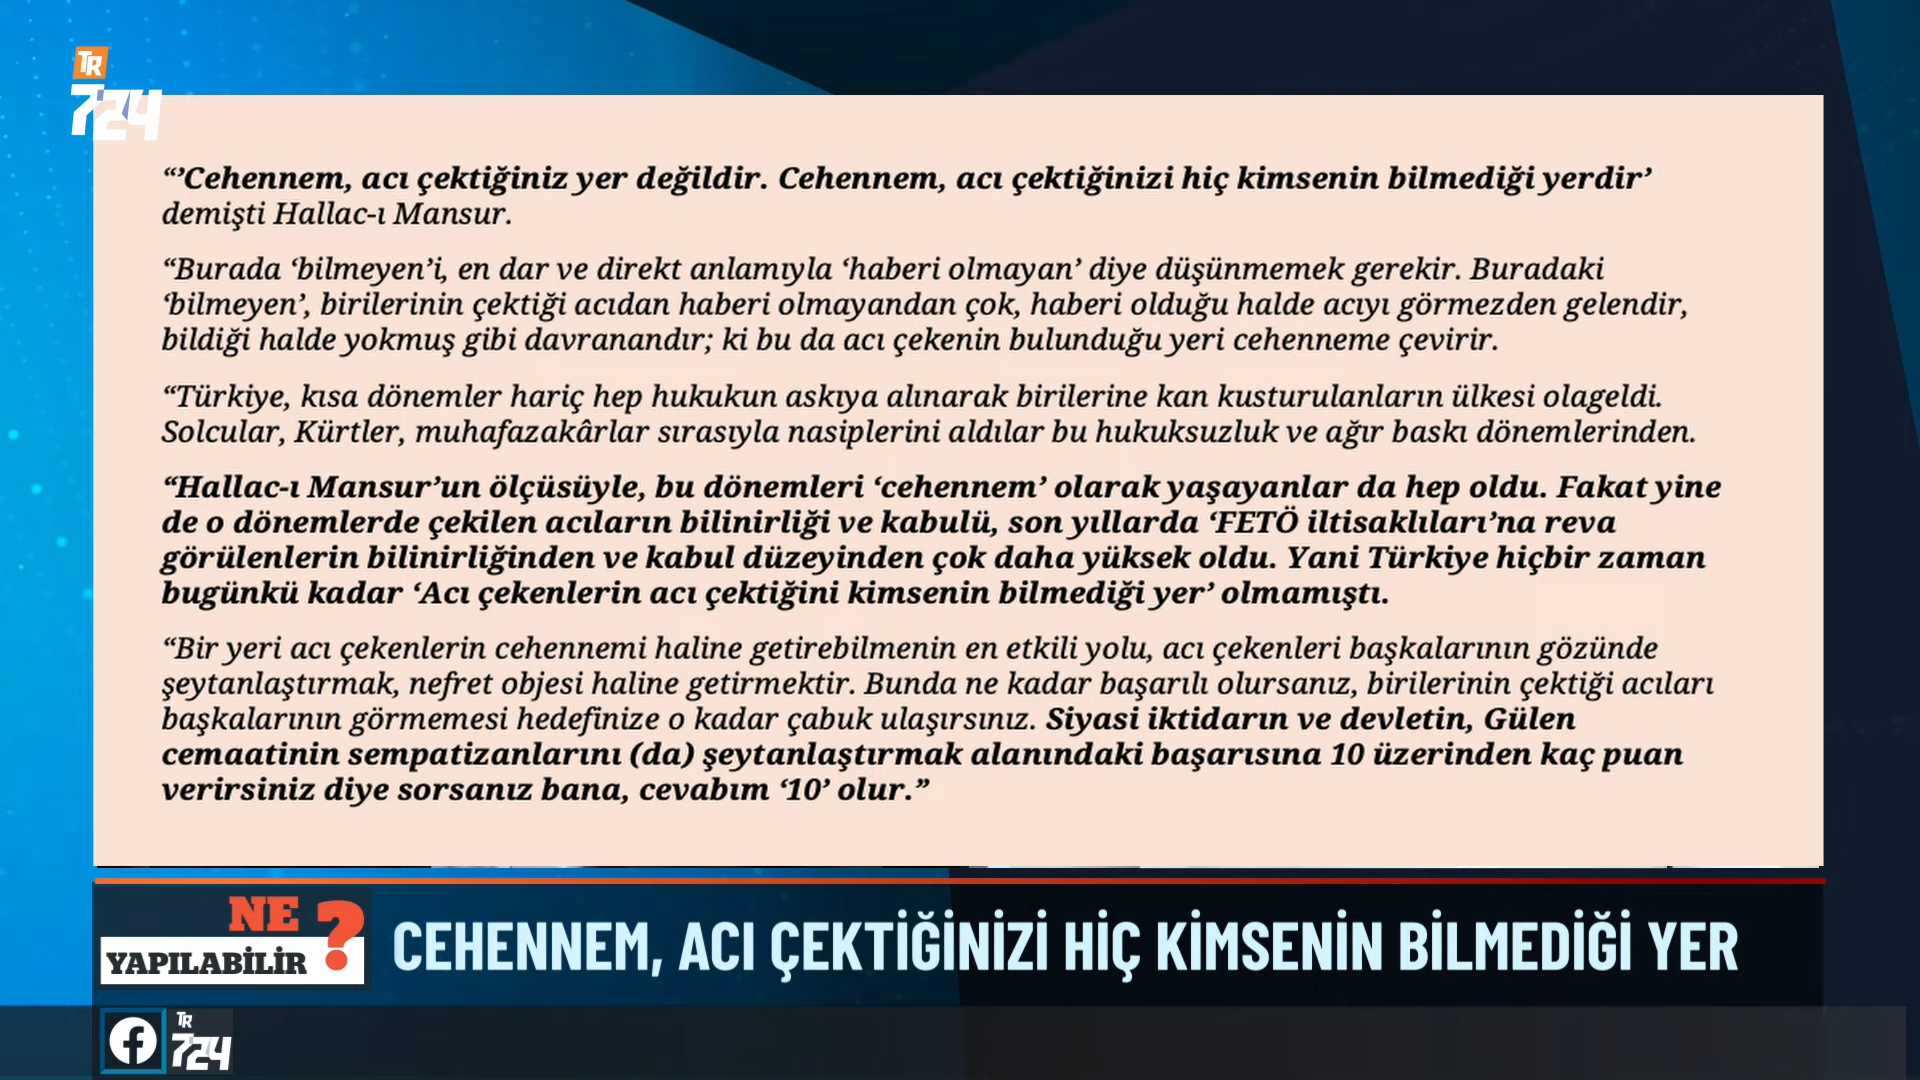 TR
724
“’Cehennem, acı çektiğiniz yer değildir. Cehennem, acı çektiğinizi hiç kimsenin bilmediği yerdir’
demişti Hallac-ı Mansur.
“Burada ‘bilmeyen’i, en dar ve direkt anlamıyla ‘haberi olmayan’ diye düşünmemek gerekir. Buradaki
‘bilmeyen’, birilerinin çektiği acıdan haberi olmayandan çok, haberi olduğu halde acıyı görmezden gelendir,
bildiği halde yokmuş gibi davranandır; ki bu da acı çekenin bulunduğu yeri cehenneme çevirir.
“Türkiye, kısa dönemler hariç hep hukukun askıya alınarak birilerine kan kusturulanların ülkesi olageldi.
Solcular, Kürtler, muhafazakârlar sırasıyla nasiplerini aldılar bu hukuksuzluk ve ağır baskı dönemlerinden.
“Hallac-ı Mansur’un ölçüsüyle, bu dönemleri ‘cehennem’ olarak yaşayanlar da hep oldu. Fakat yine
de o dönemlerde çekilen acıların bilinirliği ve kabulü, son yıllarda ‘FETÖ iltisaklıları’na reva
görülenlerin bilinirliğinden ve kabul düzeyinden çok daha yüksek oldu. Yani Türkiye hiçbir zaman
bugünkü kadar ‘Acı çekenlerin acı çektiğini kimsenin bilmediği yer’ olmamıştı.
“Bir yeri acı çekenlerin cehennemi haline getirebilmenin en etkili yolu, acı çekenleri başkalarının gözünde
şeytanlaştırmak, nefret objesi haline getirmektir. Bunda ne kadar başarılı olursanız, birilerinin çektiği acıları
başkalarının görmemesi hedefinize o kadar çabuk ulaşırsınız. Siyasi iktidarın ve devletin, Gülen
cemaatinin sempatizanlarını (da) şeytanlaştırmak alanındaki başarısına 10 üzerinden kaç puan
verirsiniz diye sorsanız bana, cevabım ‘10’ olur.”
NE
YAPILABİLİR ?
CEHENNEM, ACI ÇEKTİĞİNİZİ HİÇ KİMSENİN BİLMEDİĞİ YER
TR
724